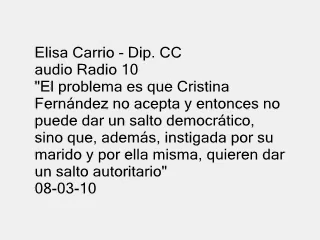 Elisa Carrio - Dip. CC
audio Radio 10
"El problema es que Cristina
Fernández no acepta y entonces no
puede dar un salto democrático,
sino que, además, instigada por su
marido y por ella misma, quieren dar
un salto autoritario"
08-03-10